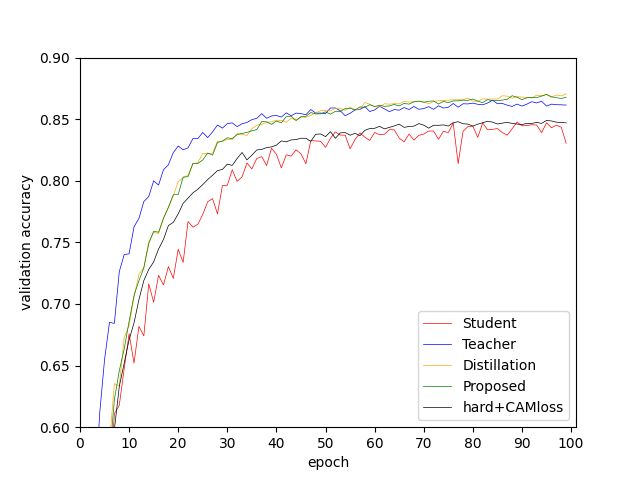 0.90
0.85
0.80
0.75
0.70
0.65
0.60
validation accuracy
0 10 20 30 40 50 60 70 80 90 100
epoch
Student
Teacher
Distillation
Proposed
hard+CAMloss